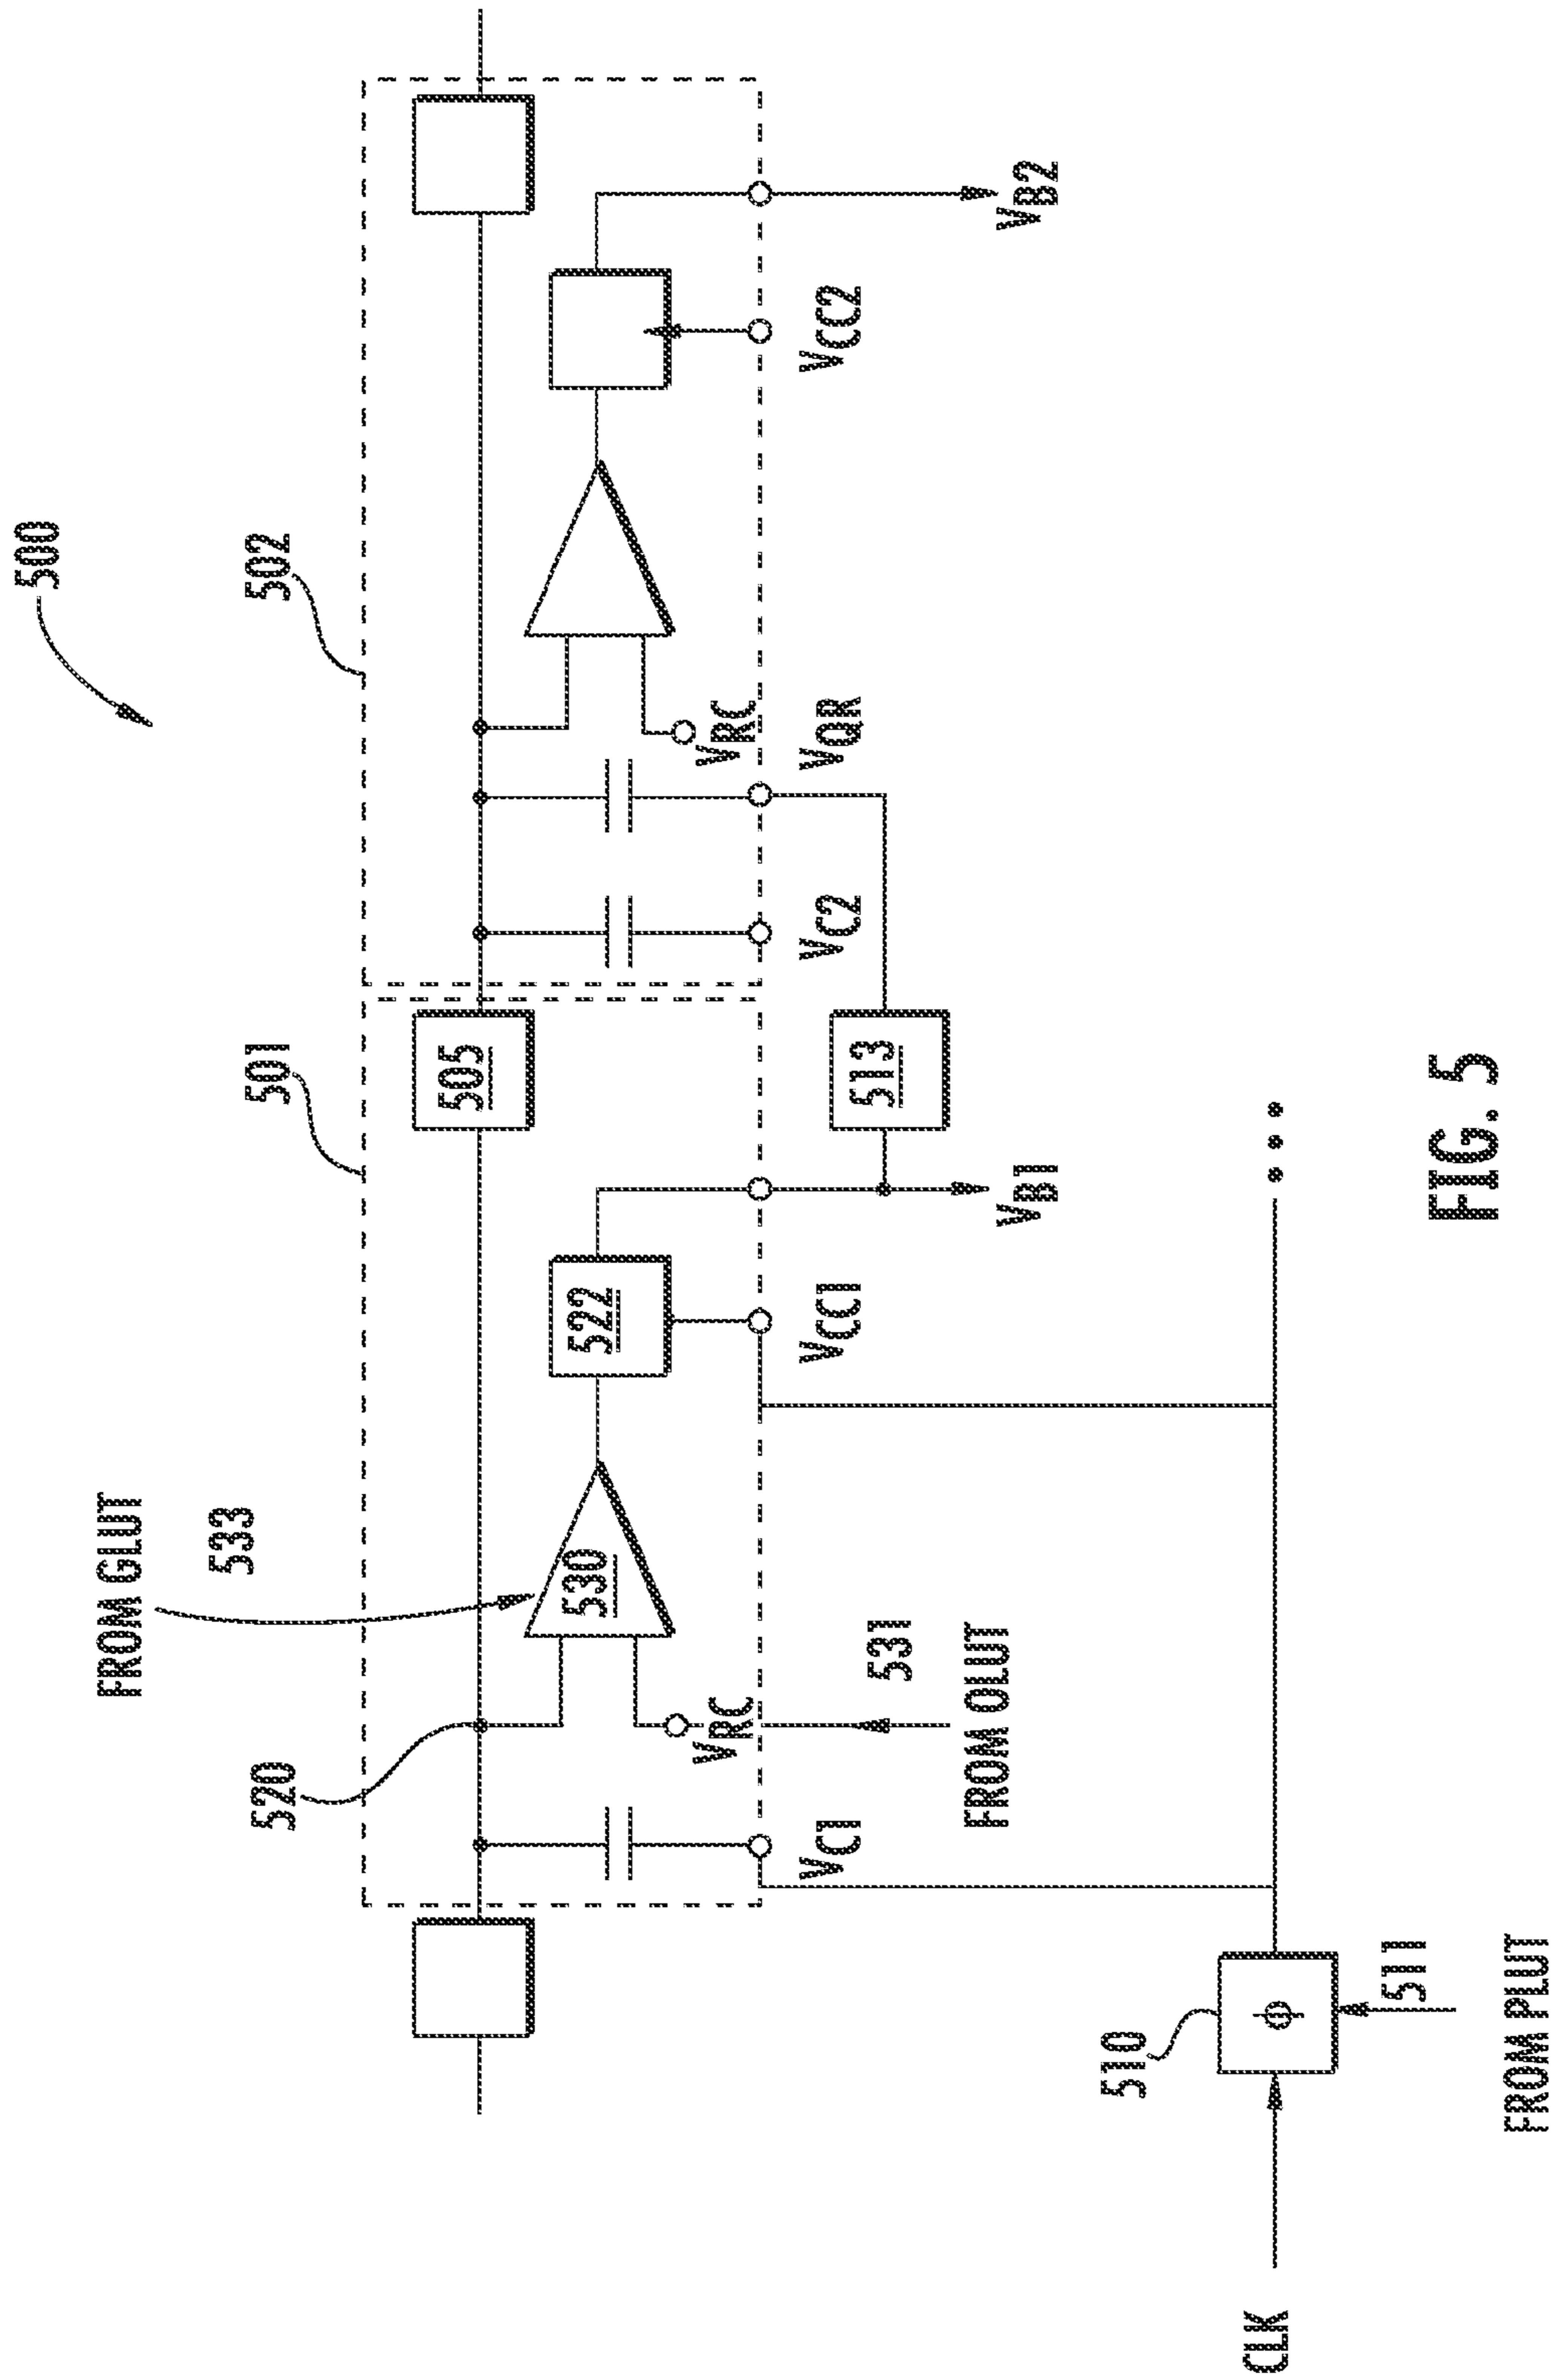 500
502
501
FROM GLUT
533
520
505
530
522
VRC
VRC
VC1
VCC1
VC2
VQR
VCC2
531
FROM OLUT
513
VB1
VB2
510
ϕ
511
FROM PLUT
CLK
FIG. 5